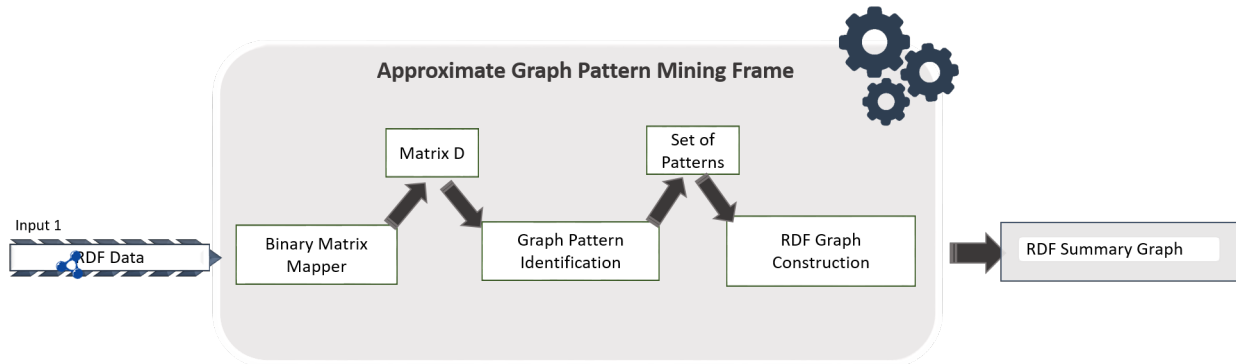 Approximate Graph Pattern Mining Frame
Input 1
RDF Data
Binary Matrix
Mapper
Matrix D
Graph Pattern
Identification
Set of
Patterns
RDF Graph
Construction
RDF Summary Graph